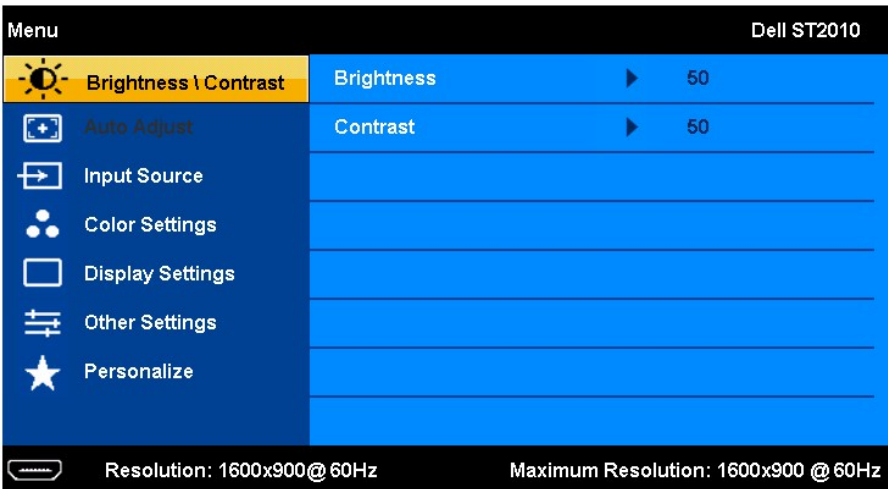 Menu Dell ST2010
Brightness \ Contrast Brightness 50
Auto Adjust Contrast 50
Input Source
Color Settings
Display Settings
Other Settings
Personalize
Resolution: 1600x900@60Hz Maximum Resolution: 1600x900 @60Hz